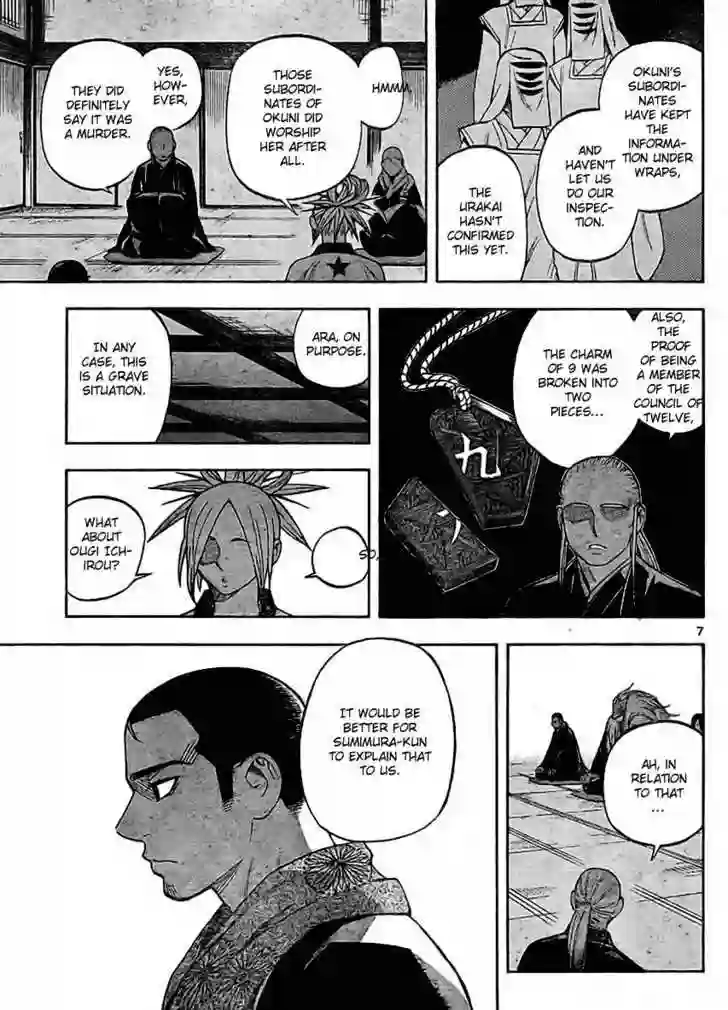 OKUNI'S
SUBORDI-
NATES
HAVE KEPT
THE
INFORMA-
TION UNDER
WRAPS,
AND
HAVEN'T
LET US
DO OUR
INSPEC-
TION.
THE
URAKAI
HASN'T
CONFIRMED
THIS YET.
HMMM,
THOSE
SUBORDI-
NATES OF
OKUNI DID
WORSHIP
HER AFTER
ALL.
YES,
HOW-
EVER,
THEY DID
DEFINITELY
SAY IT WAS
A MURDER.
ALSO,
THE
PROOF
OF BEING
A MEMBER
OF THE
COUNCIL OF
TWELVE,
THE CHARM
OF 9 WAS
BROKEN INTO
TWO
PIECES...
九
ARA, ON
PURPOSE.
IN ANY
CASE, THIS
IS A GRAVE
SITUATION.
SO,
WHAT
ABOUT
OUGI ICH-
IROU?
7
AH, IN
RELATION
TO THAT
...
IT WOULD BE
BETTER FOR
SUMIMURA-KUN
TO EXPLAIN THAT
TO US.